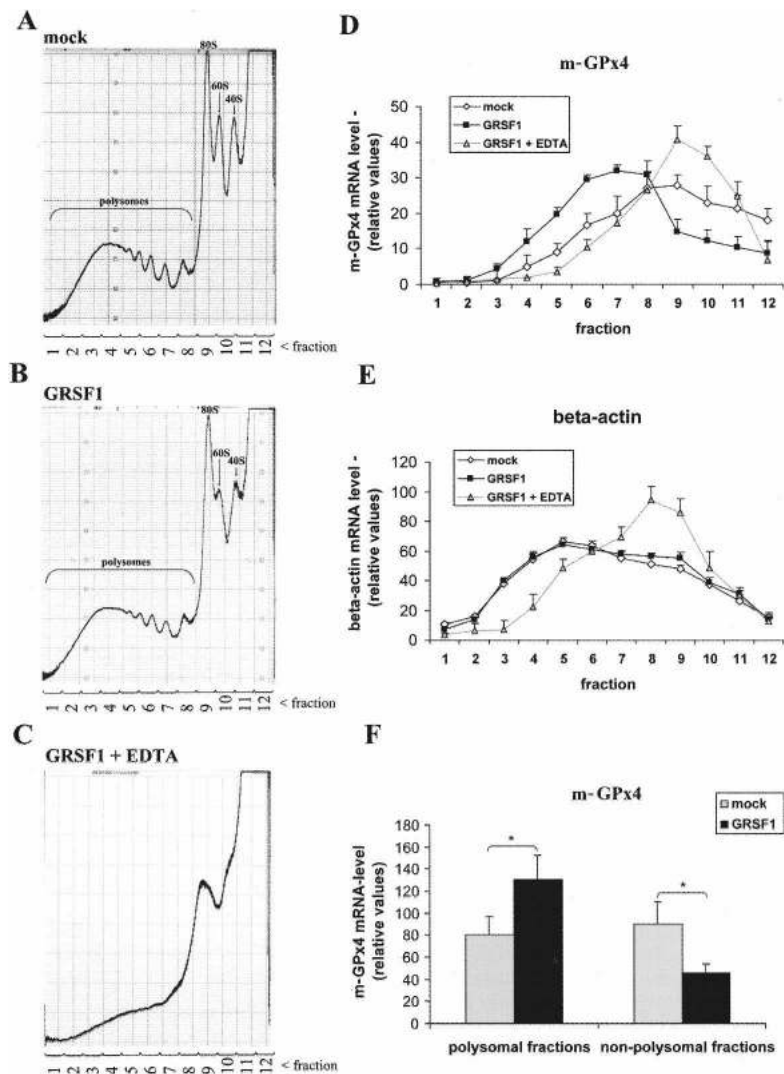 A
mock
80S
60S
40S
polysomes
1 2 3 4 5 6 7 8 9 10 11 12 < fraction
B
GRSF1
80S
60S
40S
polysomes
1 2 3 4 5 6 7 8 9 10 11 12 < fraction
C
GRSF1 + EDTA
1 2 3 4 5 6 7 8 9 10 11 12 < fraction
D
m-GPx4
mock
GRSF1
GRSF1 + EDTA
m-GPx4 mRNA level -
(relative values)
50
40
30
20
10
0
1 2 3 4 5 6 7 8 9 10 11 12
fraction
E
beta-actin
mock
GRSF1
GRSF1 + EDTA
beta-actin mRNA level -
(relative values)
120
100
80
60
40
20
0
1 2 3 4 5 6 7 8 9 10 11 12
fraction
F
m-GPx4
mock
GRSF1
m-GPx4 mRNA-level
(relative values)
180
160
140
120
100
80
60
40
20
0
*
*
polysomal fractions non-polysomal fractions